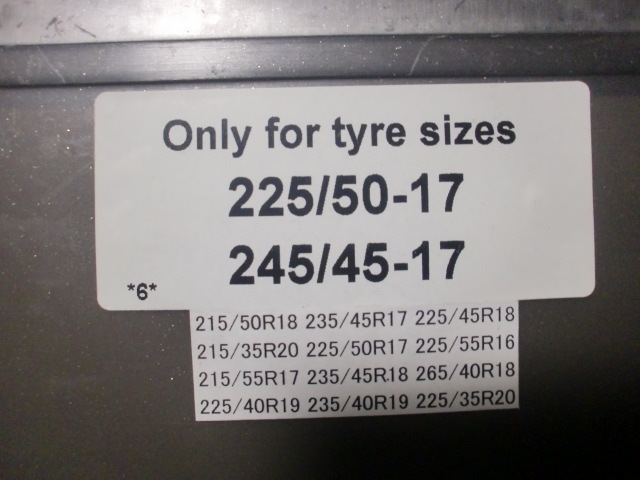 Only for tyre sizes
225/50-17
245/45-17
*6*
215/50R18 235/45R17 225/45R18
215/35R20 225/50R17 225/55R16
215/55R17 235/45R18 265/40R18
225/40R19 235/40R19 225/35R20